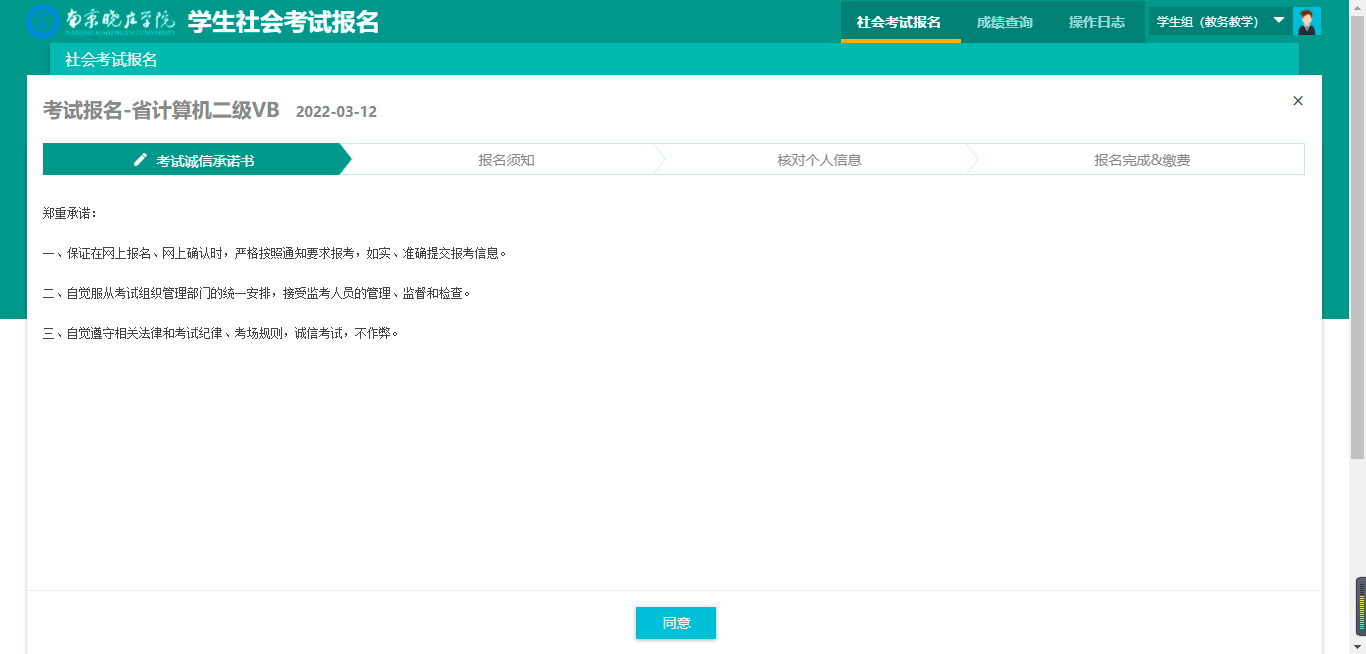 南京晓庄学院 学生社会考试报名 社会考试报名 成绩查询 操作日志 学生组（教务教学）
NANJING XIAOZHUANG UNIVERSITY
社会考试报名
考试报名-省计算机二级VB 2022-03-12
考试诚信承诺书 报名须知 核对个人信息 报名完成&缴费
郑重承诺：
一、保证在网上报名、网上确认时，严格按照通知要求报考，如实、准确提交报考信息。
二、自觉服从考试组织管理部门的统一安排，接受监考人员的管理、监督和检查。
三、自觉遵守相关法律和考试纪律、考场规则，诚信考试，不作弊。
同意